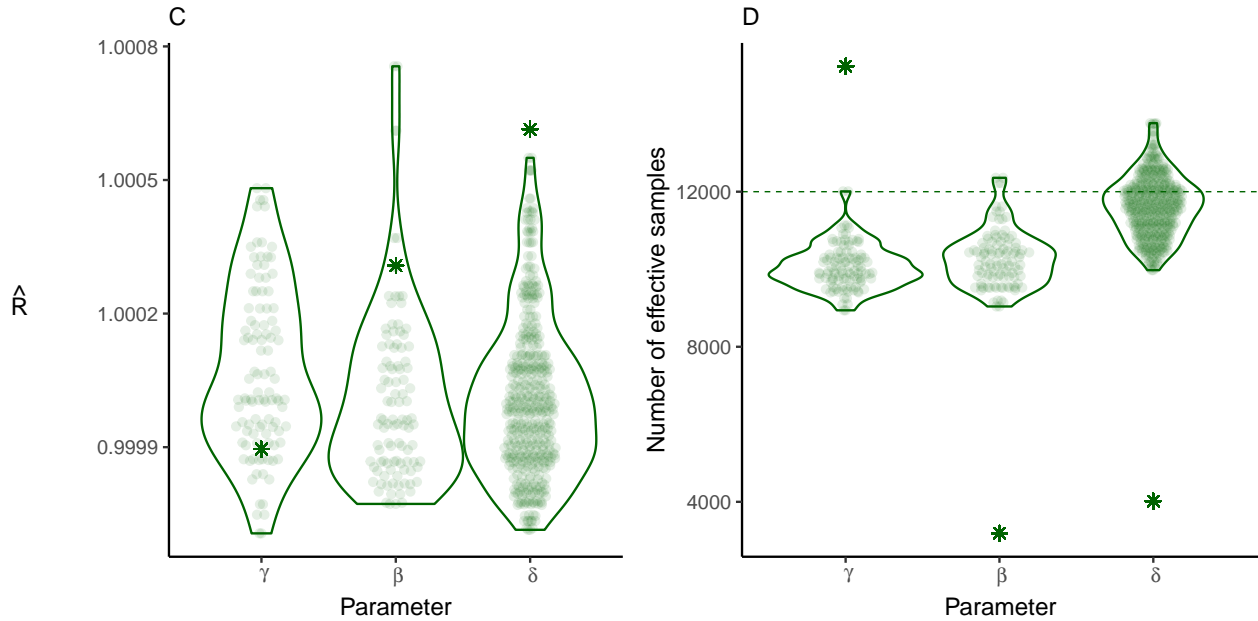 C
1.0008
1.0005
1.0002
0.9999
R̂
γ
β
δ
Parameter
D
12000
8000
4000
Number of effective samples
γ
β
δ
Parameter